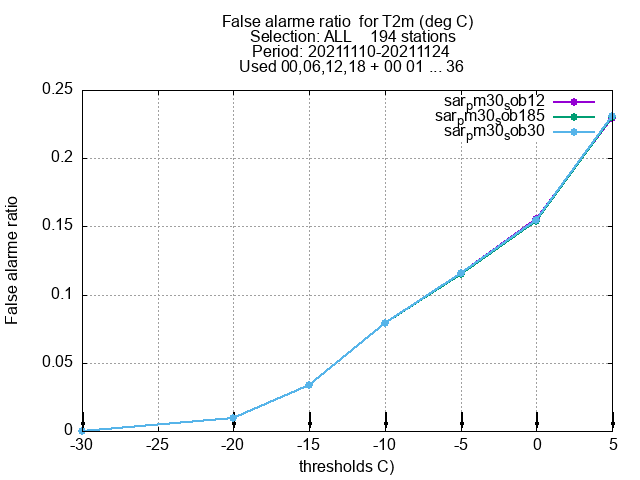 False alarme ratio  for T2m (deg C)
Selection: ALL    194 stations
Period: 20211110-20211124
Used 00,06,12,18 + 00 01 ... 36
sarpm30sob12
sarpm30sob185
sarpm30sob30
False alarme ratio
0.25
0.2
0.15
0.1
0.05
0
-30
-25
-20
-15
-10
-5
0
5
thresholds C)